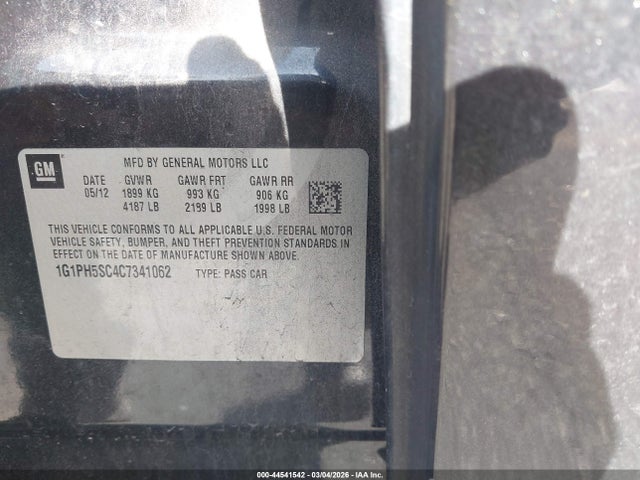 GM
MFD BY GENERAL MOTORS LLC
DATE GVWR GAWR FRT GAWR RR
05/12 1899 KG 993 KG 906 KG
4187 LB 2189 LB 1998 LB
THIS VEHICLE CONFORMS TO ALL APPLICABLE U.S. FEDERAL MOTOR
VEHICLE SAFETY, BUMPER, AND THEFT PREVENTION STANDARDS IN
EFFECT ON THE DATE OF MANUFACTURE SHOWN ABOVE.
1G1PH5SC4C7341062 TYPE: PASS CAR
000-44541542 - 03/04/2026 - IAA Inc.